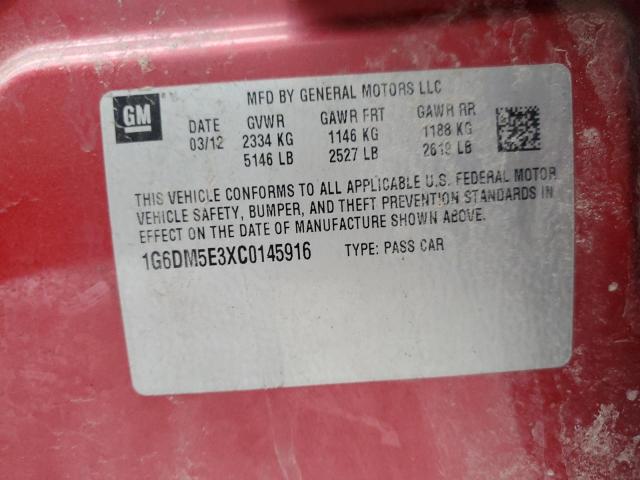 GM
MFD BY GENERAL MOTORS LLC
DATE GVWR GAWR FRT GAWR RR
03/12 2334 KG 1146 KG 1188 KG
5146 LB 2527 LB 2619 LB
THIS VEHICLE CONFORMS TO ALL APPLICABLE U.S. FEDERAL MOTOR
VEHICLE SAFETY, BUMPER, AND THEFT PREVENTION STANDARDS IN
EFFECT ON THE DATE OF MANUFACTURE SHOWN ABOVE.
1G6DM5E3XC0145916 TYPE: PASS CAR